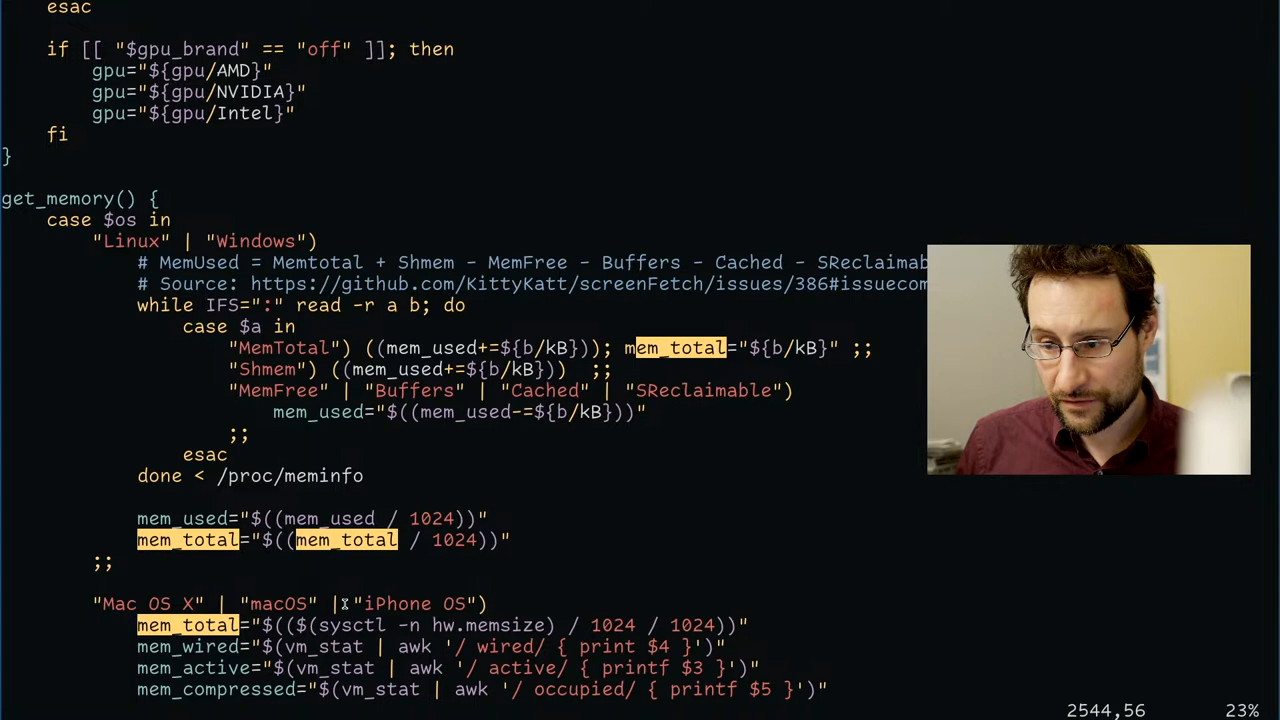 esac
if [[ "$gpu_brand" == "off" ]]; then
gpu="${gpu/AMD}"
gpu="${gpu/NVIDIA}"
gpu="${gpu/Intel}"
fi
}
get_memory() {
case $os in
"Linux" | "Windows")
# MemUsed = Memtotal + Shmem - MemFree - Buffers - Cached - SReclaimab
# Source: https://github.com/KittyKatt/screenFetch/issues/386#issuecom
while IFS=":" read -r a b; do
case $a in
"MemTotal") ((mem_used+=${b/kB})); mem_total="${b/kB}" ;;
"Shmem") ((mem_used+=${b/kB}))  ;;
"MemFree" | "Buffers" | "Cached" | "SReclaimable")
mem_used="$((mem_used-=${b/kB}))"
;;
esac
done < /proc/meminfo
mem_used="$((mem_used / 1024))"
mem_total="$((mem_total / 1024))"
;;
"Mac OS X" | "macOS" | "iPhone OS")
mem_total="$(($(sysctl -n hw.memsize) / 1024 / 1024))"
mem_wired="$(vm_stat | awk '/ wired/ { print $4 }')"
mem_active="$(vm_stat | awk '/ active/ { printf $3 }')"
mem_compressed="$(vm_stat | awk '/ occupied/ { printf $5 }')"
2544,56 23%